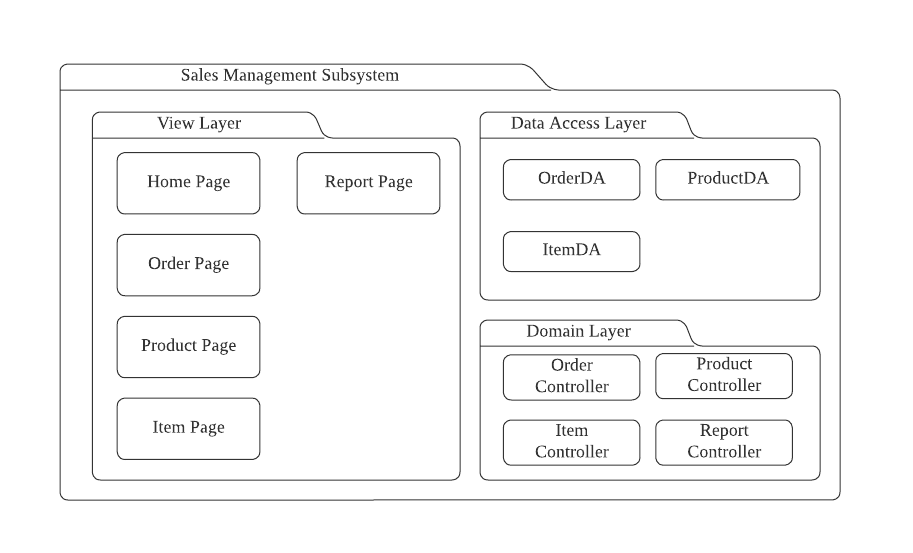 Sales Management Subsystem
View Layer
Home Page
Report Page
Order Page
Product Page
Item Page
Data Access Layer
OrderDA
ProductDA
ItemDA
Domain Layer
Order
Controller
Product
Controller
Item
Controller
Report
Controller